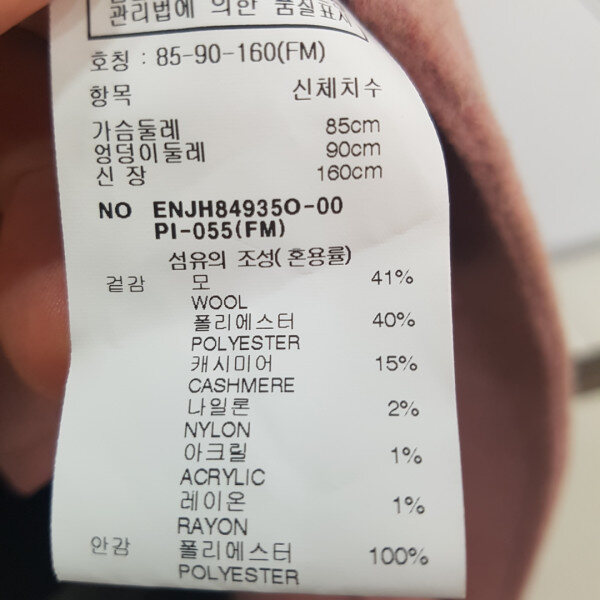 관리법에 의한 품질표시
호칭 : 85-90-160(FM)
항목 신체치수
가슴둘레 85cm
엉덩이둘레 90cm
신 장 160cm
NO ENJH84935O-00
PI-055(FM)
섬유의 조성(혼용률)
겉감 모 41%
WOOL
폴리에스터 40%
POLYESTER
캐시미어 15%
CASHMERE
나일론 2%
NYLON
아크릴 1%
ACRYLIC
레이온 1%
RAYON
안감 폴리에스터 100%
POLYESTER